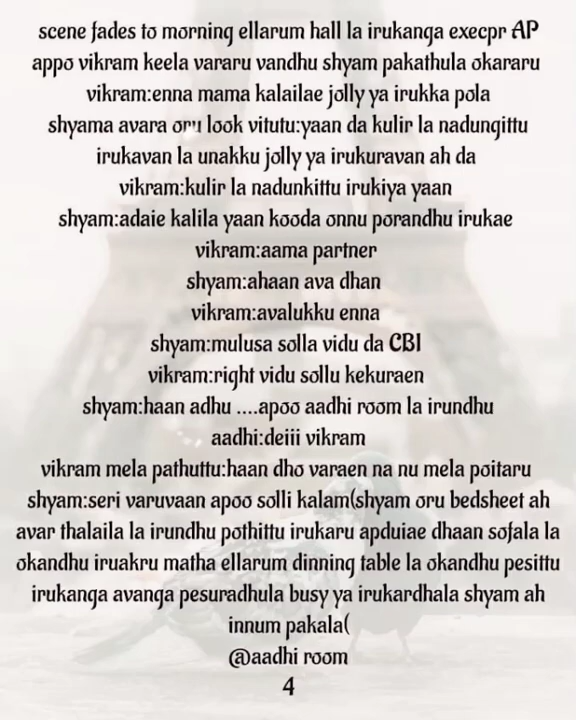 scene fades to morning ellarum hall la irukanga execpr AP
appo vikram keela vararu vandhu shyam pakathula okararu
vikram:enna mama kalailae jolly ya irukka pola
shyama avara oru look vitutu:yaan da kulir la nadungittu
irukavan la unakku jolly ya irukuravan ah da
vikram:kulir la nadunkittu irukiya yaan
shyam:adaie kalila yaan kooda onnu porandhu irukae
vikram:aama partner
shyam:ahaan ava dhan
vikram:avalukku enna
shyam:mulusa solla vidu da CBI
vikram:right vidu sollu kekuraen
shyam:haan adhu ....apoo aadhi room la irundhu
aadhi:deiii vikram
vikram mela pathuttu:haan dho varaen na nu mela poitaru
shyam:seri varuvaan apoo solli kalam(shyam oru bedsheet ah
avar thalaila la irundhu pothittu irukaru apduiae dhaan sofala la
okandhu iruakru matha ellarum dinning table la okandhu pesittu
irukanga avanga pesuradhula busy ya irukardhala shyam ah
innum pakala(
@aadhi room
4